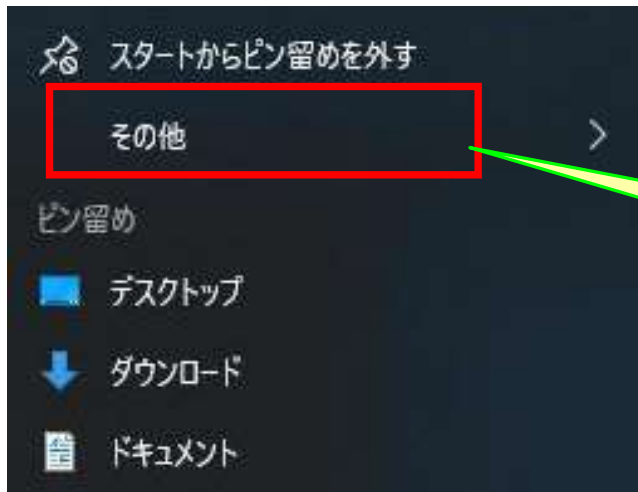 スタートからピン留めを外す
その他
ピン留め
デスクトップ
ダウンロード
ドキュメント